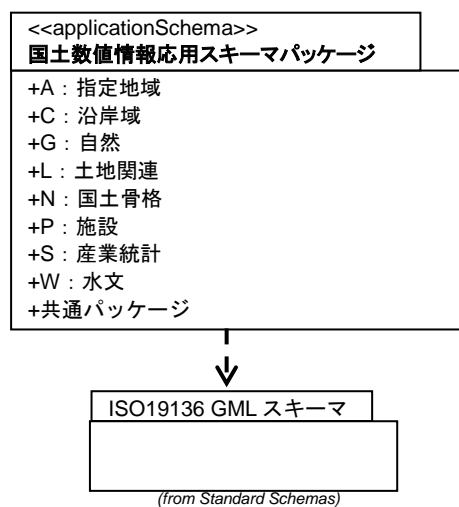 <<applicationSchema>>
国土数値情報応用スキーマパッケージ
+A：指定地域
+C：沿岸域
+G：自然
+L：土地関連
+N：国土骨格
+P：施設
+S：産業統計
+W：水文
+共通パッケージ
ISO19136 GML スキーマ
(from Standard Schemas)